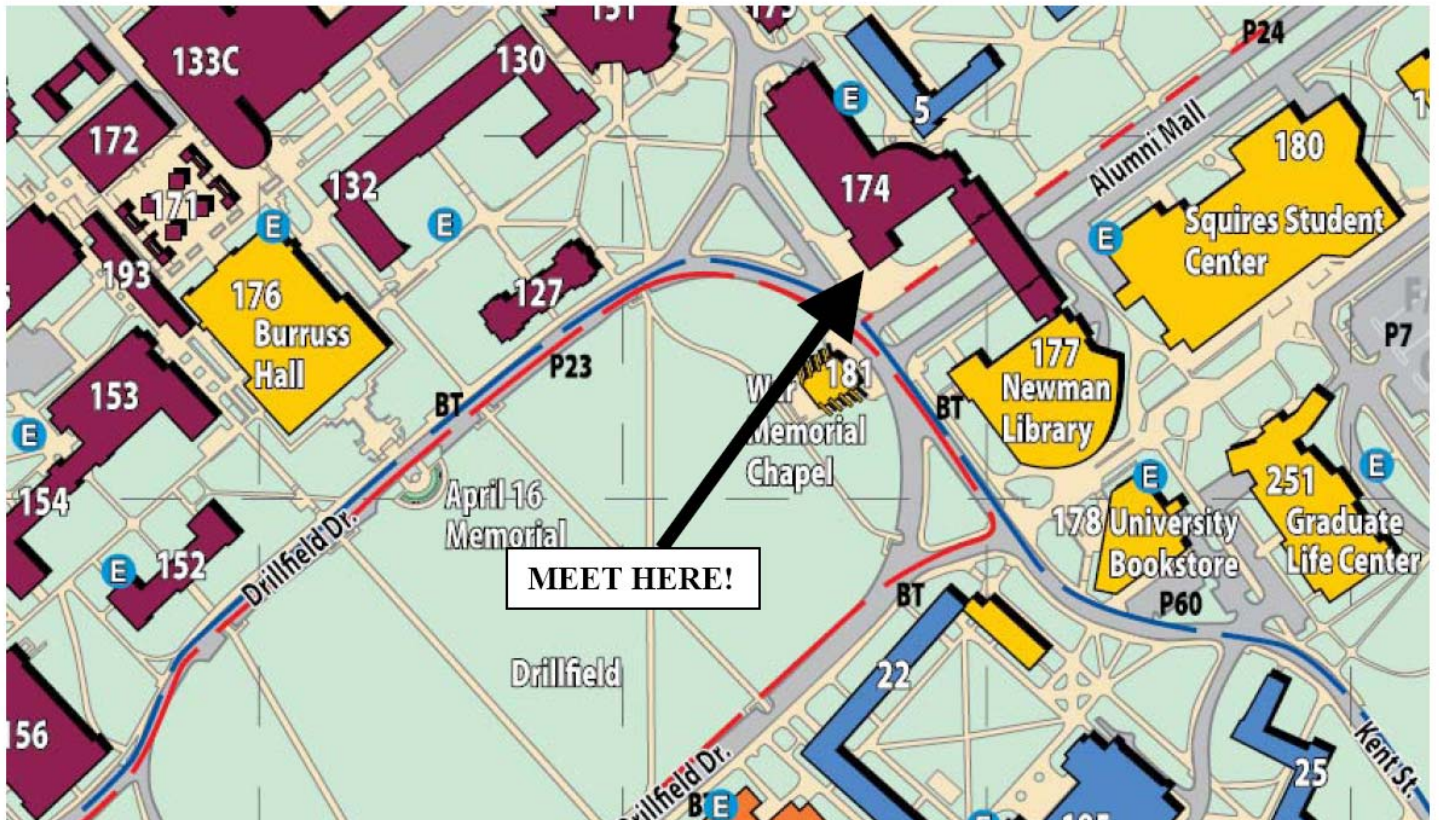 133C
130
P24
5
172
180
Alumni Mall
132
174
171
Squires Student
Center
193
127
176
Burruss
Hall
P7
177
Newman
Library
P23
181
War
Memorial
Chapel
153
BT
BT
E
E
E
E
E
E
E
E
E
154
April 16
Memorial
251
Graduate
Life Center
178 University
Bookstore
MEET HERE!
152
Drillfield Dr.
BT
P60
Drillfield
22
156
25
Kent St.
Drillfield Dr.